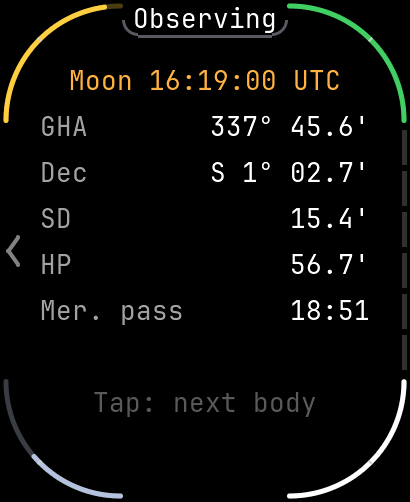 Observing
Moon 16:19:00 UTC
GHA 337° 45.6'
Dec S 1° 02.7'
SD 15.4'
HP 56.7'
Mer. pass 18:51
Tap: next body